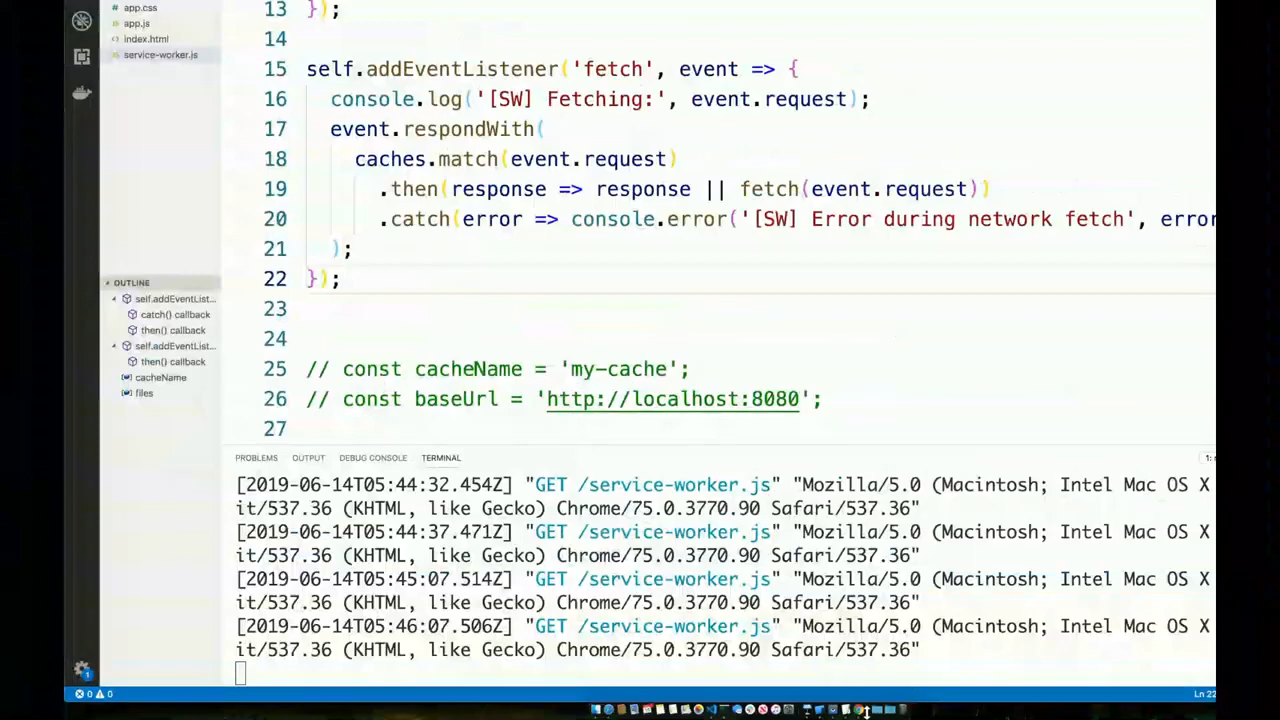 app.css
app.js
index.html
service-worker.js
OUTLINE
self.addEventList...
catch() callback
then() callback
self.addEventList...
then() callback
cacheName
files
13 });
14
15 self.addEventListener('fetch', event => {
16 console.log('[SW] Fetching:', event.request);
17 event.respondWith(
18 caches.match(event.request)
19 .then(response => response || fetch(event.request))
20 .catch(error => console.error('[SW] Error during network fetch', error
21 );
22 });
23
24
25 // const cacheName = 'my-cache';
26 // const baseUrl = 'http://localhost:8080';
27
PROBLEMS OUTPUT DEBUG CONSOLE TERMINAL 1:
[2019-06-14T05:44:32.454Z] "GET /service-worker.js" "Mozilla/5.0 (Macintosh; Intel Mac OS X
it/537.36 (KHTML, like Gecko) Chrome/75.0.3770.90 Safari/537.36"
[2019-06-14T05:44:37.471Z] "GET /service-worker.js" "Mozilla/5.0 (Macintosh; Intel Mac OS X
it/537.36 (KHTML, like Gecko) Chrome/75.0.3770.90 Safari/537.36"
[2019-06-14T05:45:07.514Z] "GET /service-worker.js" "Mozilla/5.0 (Macintosh; Intel Mac OS X
it/537.36 (KHTML, like Gecko) Chrome/75.0.3770.90 Safari/537.36"
[2019-06-14T05:46:07.506Z] "GET /service-worker.js" "Mozilla/5.0 (Macintosh; Intel Mac OS X
it/537.36 (KHTML, like Gecko) Chrome/75.0.3770.90 Safari/537.36"
1
0 0 Ln 22